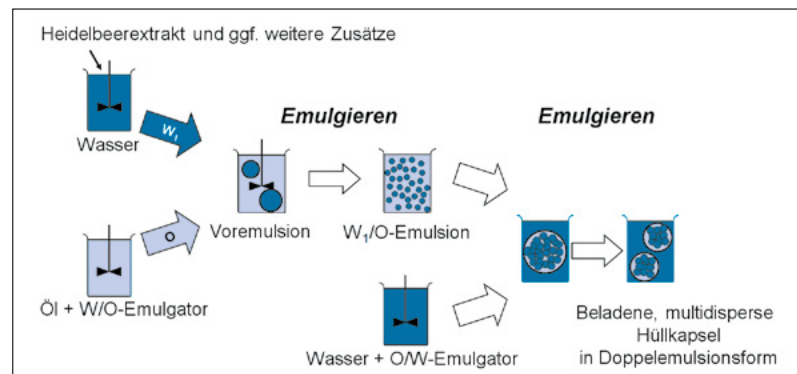 Heidelbeerextrakt und ggf. weitere Zusätze
Emulgieren
Emulgieren
W₁
Wasser
O
Voremulsion
W₁/O-Emulsion
Öl + W/O-Emulgator
Wasser + O/W-Emulgator
Beladene, multidisperse
Hüllkapsel
in Doppelemulsionsform